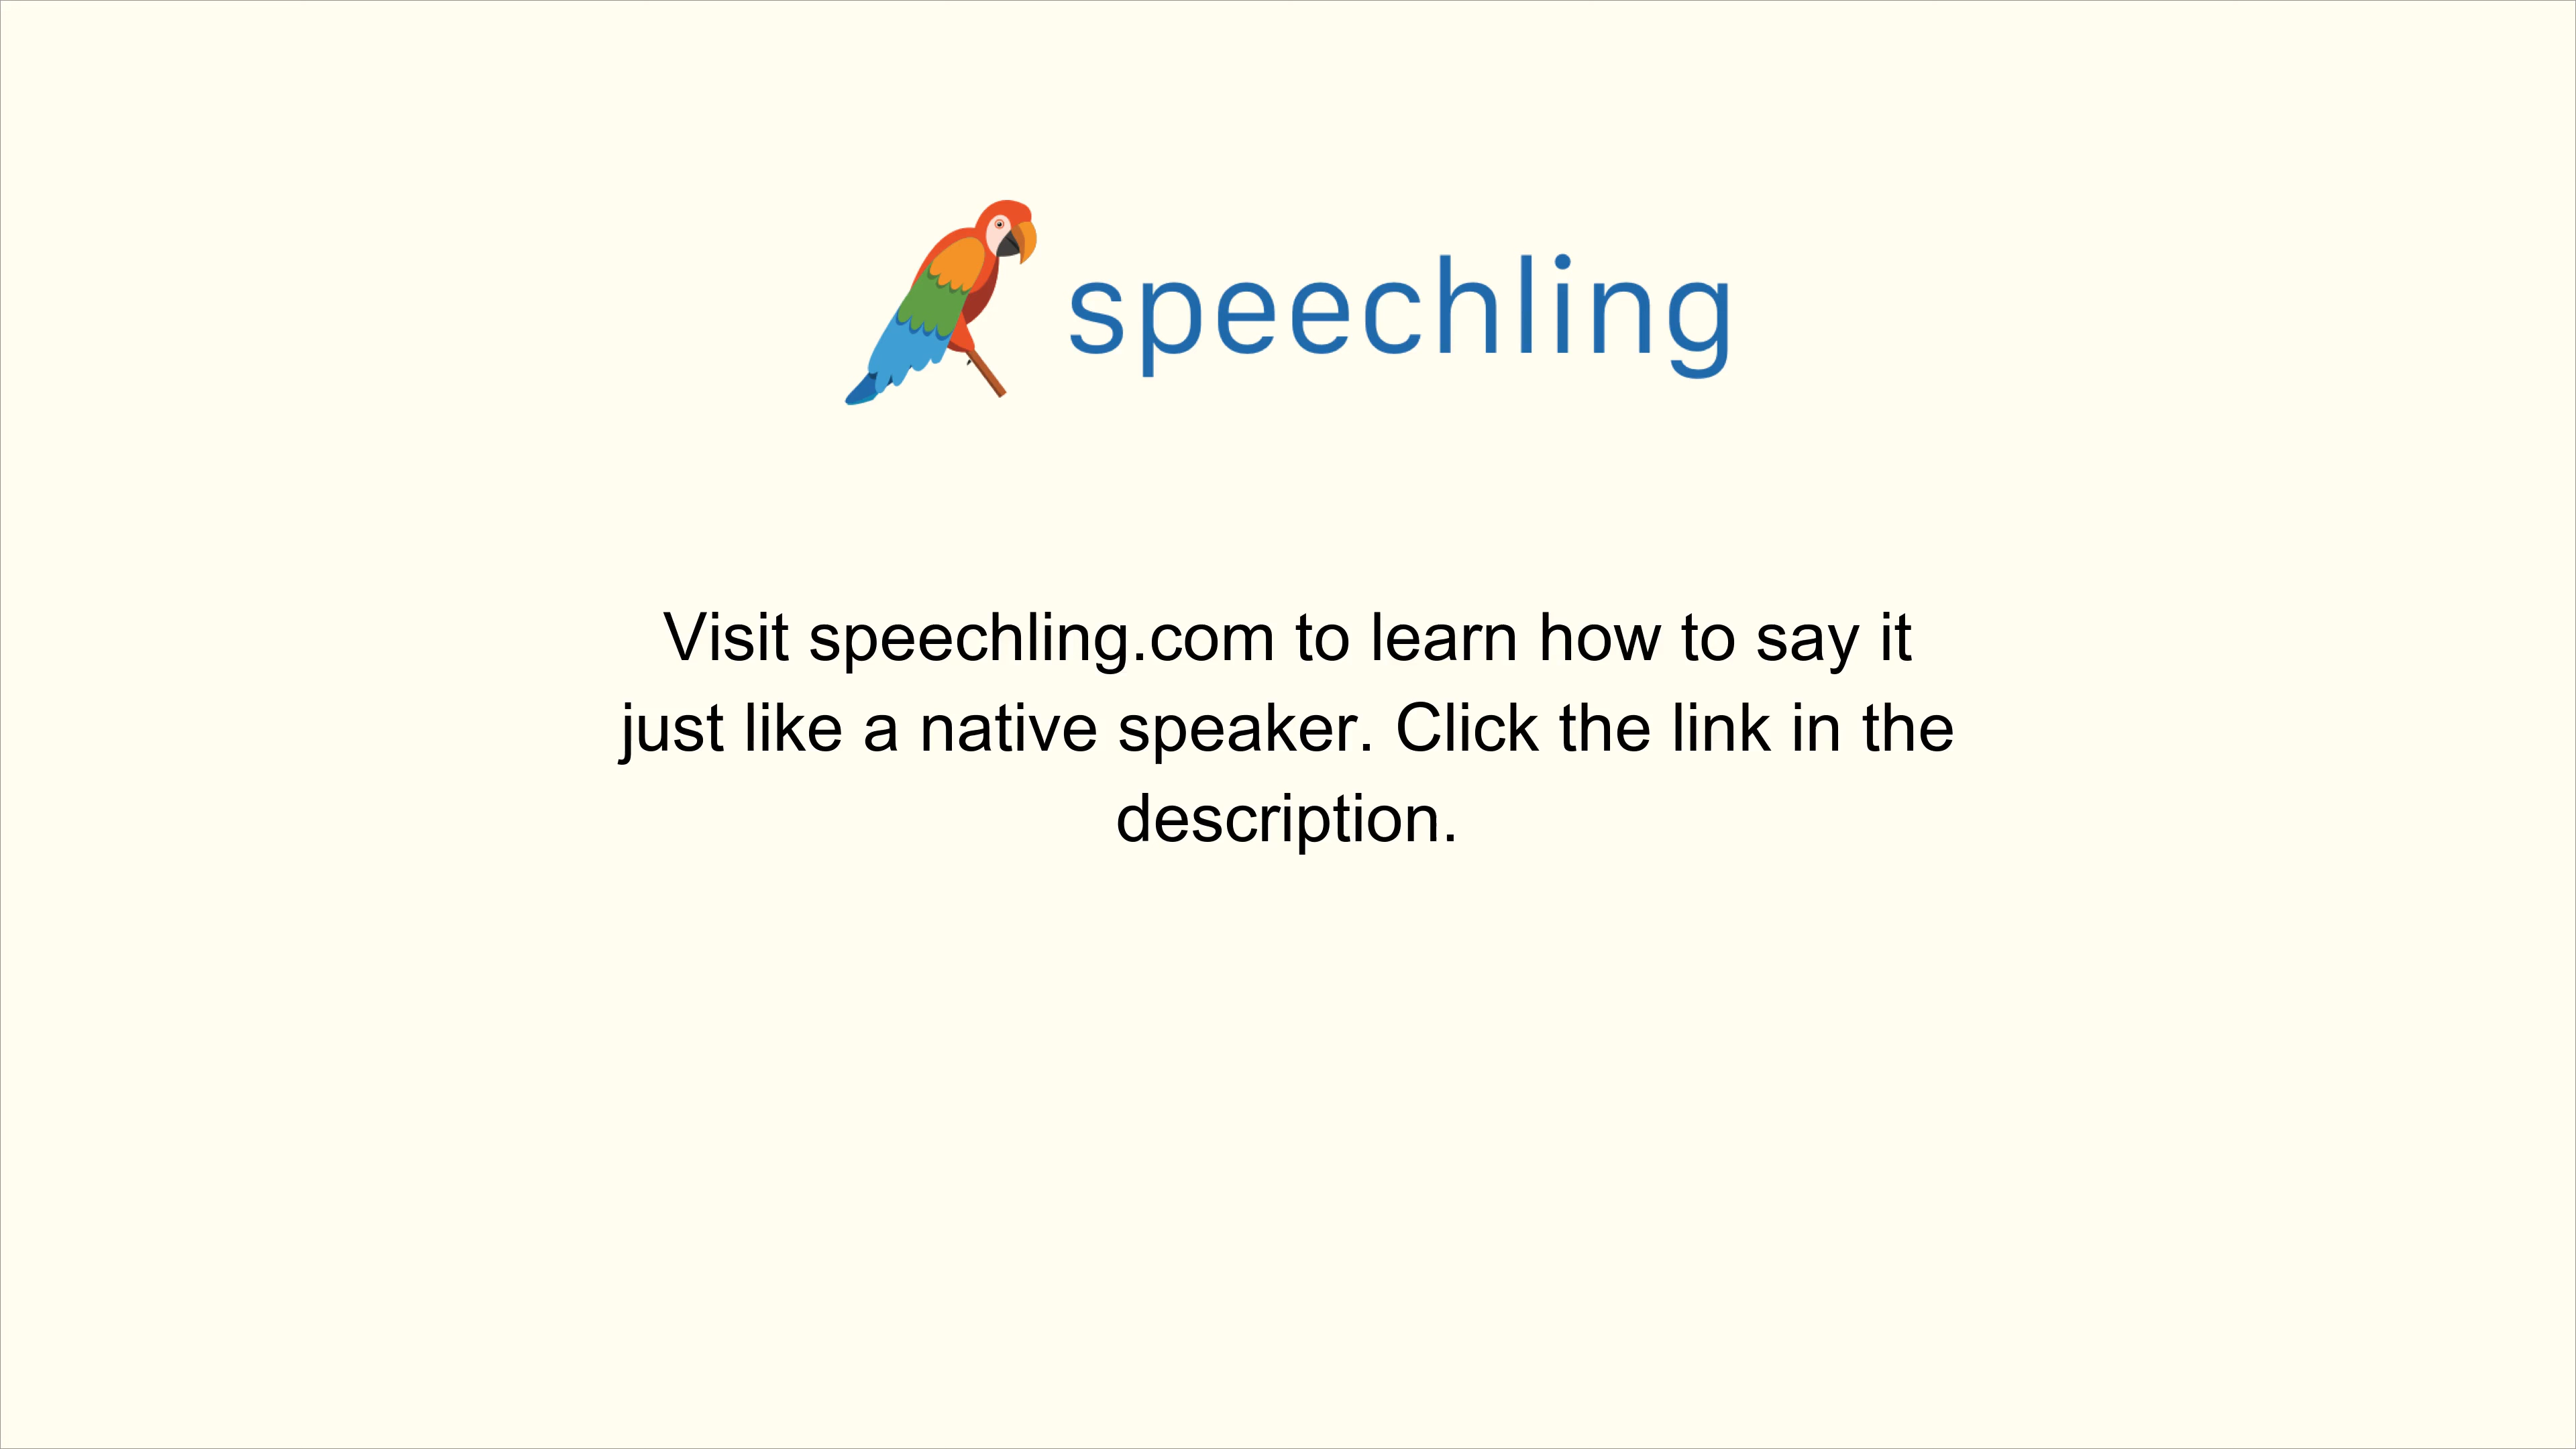 speechling
Visit speechling.com to learn how to say it
just like a native speaker. Click the link in the
description.